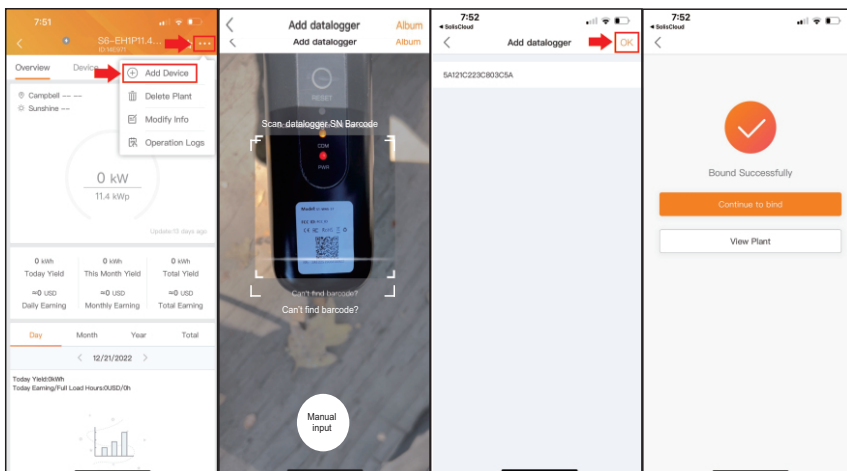 7:51
S6-EH1P11.4...
Overview
Device
Add Device
Delete Plant
Modify Info
Operation Logs
Campbell -- --
Sunshine --
0 kW
11.4 kWp
Update:13 days ago
0 kWh
Today Yield
0 kWh
This Month Yield
0 kWh
Total Yield
≈0 USD
Daily Earning
≈0 USD
Monthly Earning
≈0 USD
Total Earning
Day
Month
Year
Total
12/21/2022
Today Yield:0kWh
Today Earning/Full Load Hours:0USD/0h
Add datalogger
Album
Add datalogger
Album
RESET
Scan datalogger SN Barcode
COM
PWR
Can't find barcode?
Can't find barcode?
Manual
input
7:52
SolisCloud
Add datalogger
OK
5A121C223C803C5A
7:52
SolisCloud
Bound Successfully
Continue to bind
View Plant